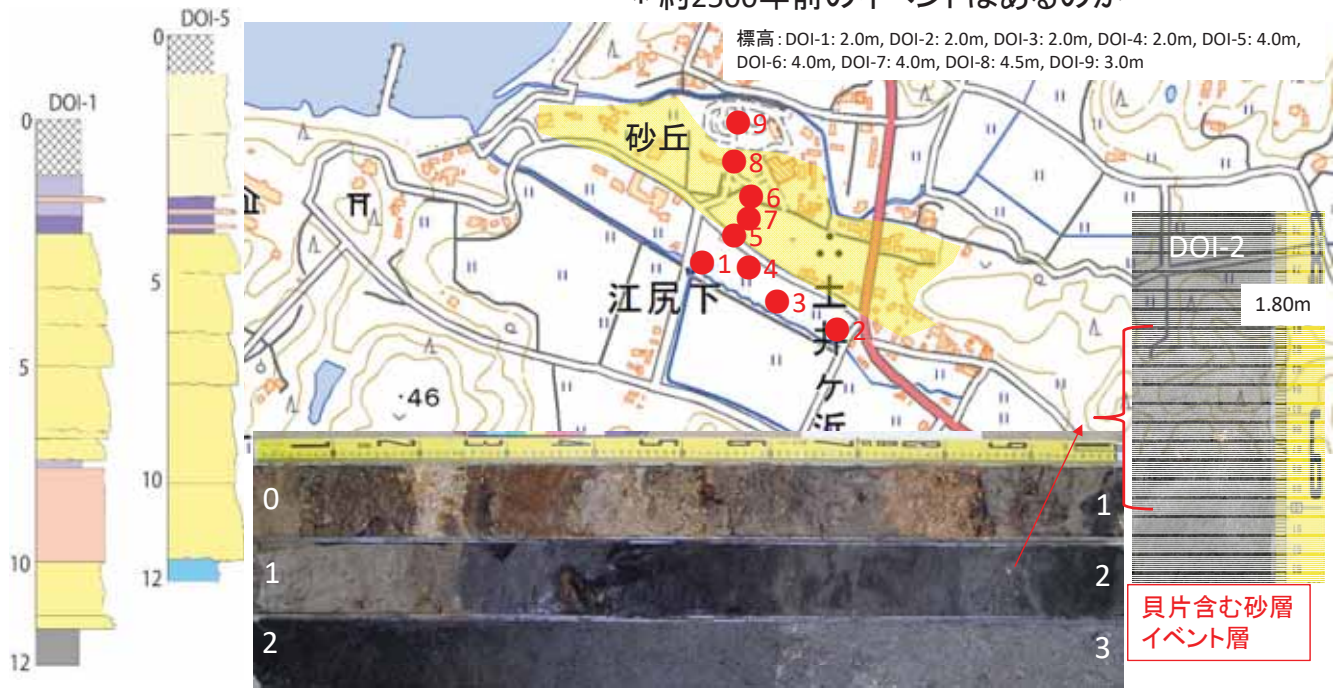 * 約2300年前のイベントはあるのか
標高:DOI-1: 2.0m, DOI-2: 2.0m, DOI-3: 2.0m, DOI-4: 2.0m, DOI-5: 4.0m,
DOI-6: 4.0m, DOI-7: 4.0m, DOI-8: 4.5m, DOI-9: 3.0m
DOI-5
0
5
10
12
DOI-1
0
5
10
12
砂丘
9
8
6
7
5
1
4
3
2
江尻下
土井ケ浜
・46
DOI-2
1.80m
0
1
1
2
2
3
貝片含む砂層
イベント層